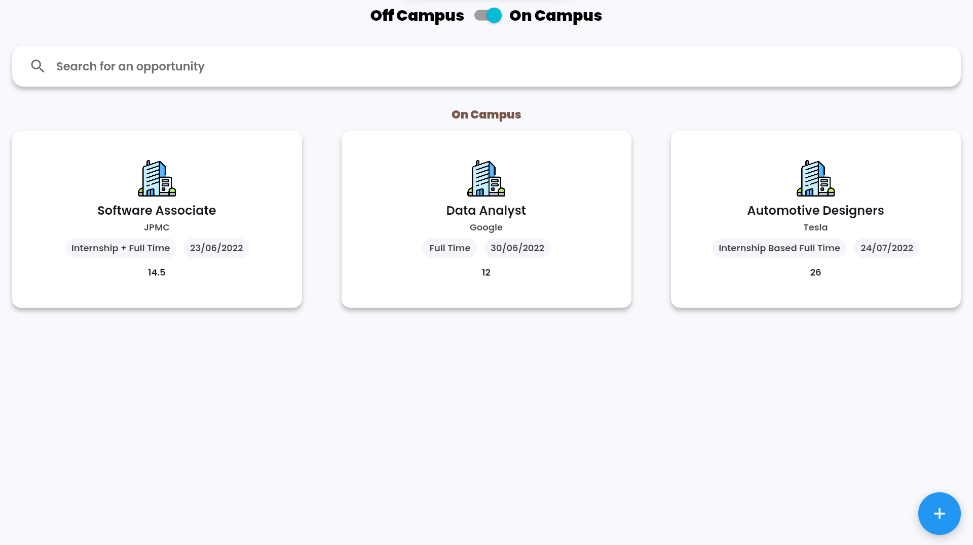 Off Campus On Campus
Search for an opportunity
On Campus
Software Associate
JPMC
Internship + Full Time 23/06/2022
14.5
Data Analyst
Google
Full Time 30/06/2022
12
Automotive Designers
Tesla
Internship Based Full Time 24/07/2022
26
+